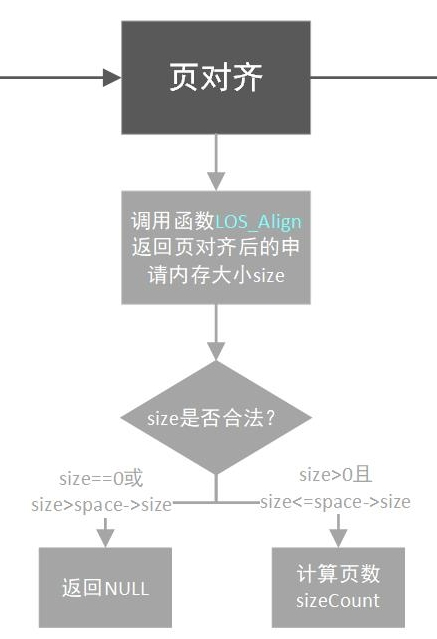 页对齐
调用函数LOS_Align
返回页对齐后的申
请内存大小size
size是否合法?
size==0或
size>space->size
size>0且
size<=space->size
返回NULL
计算页数
sizeCount